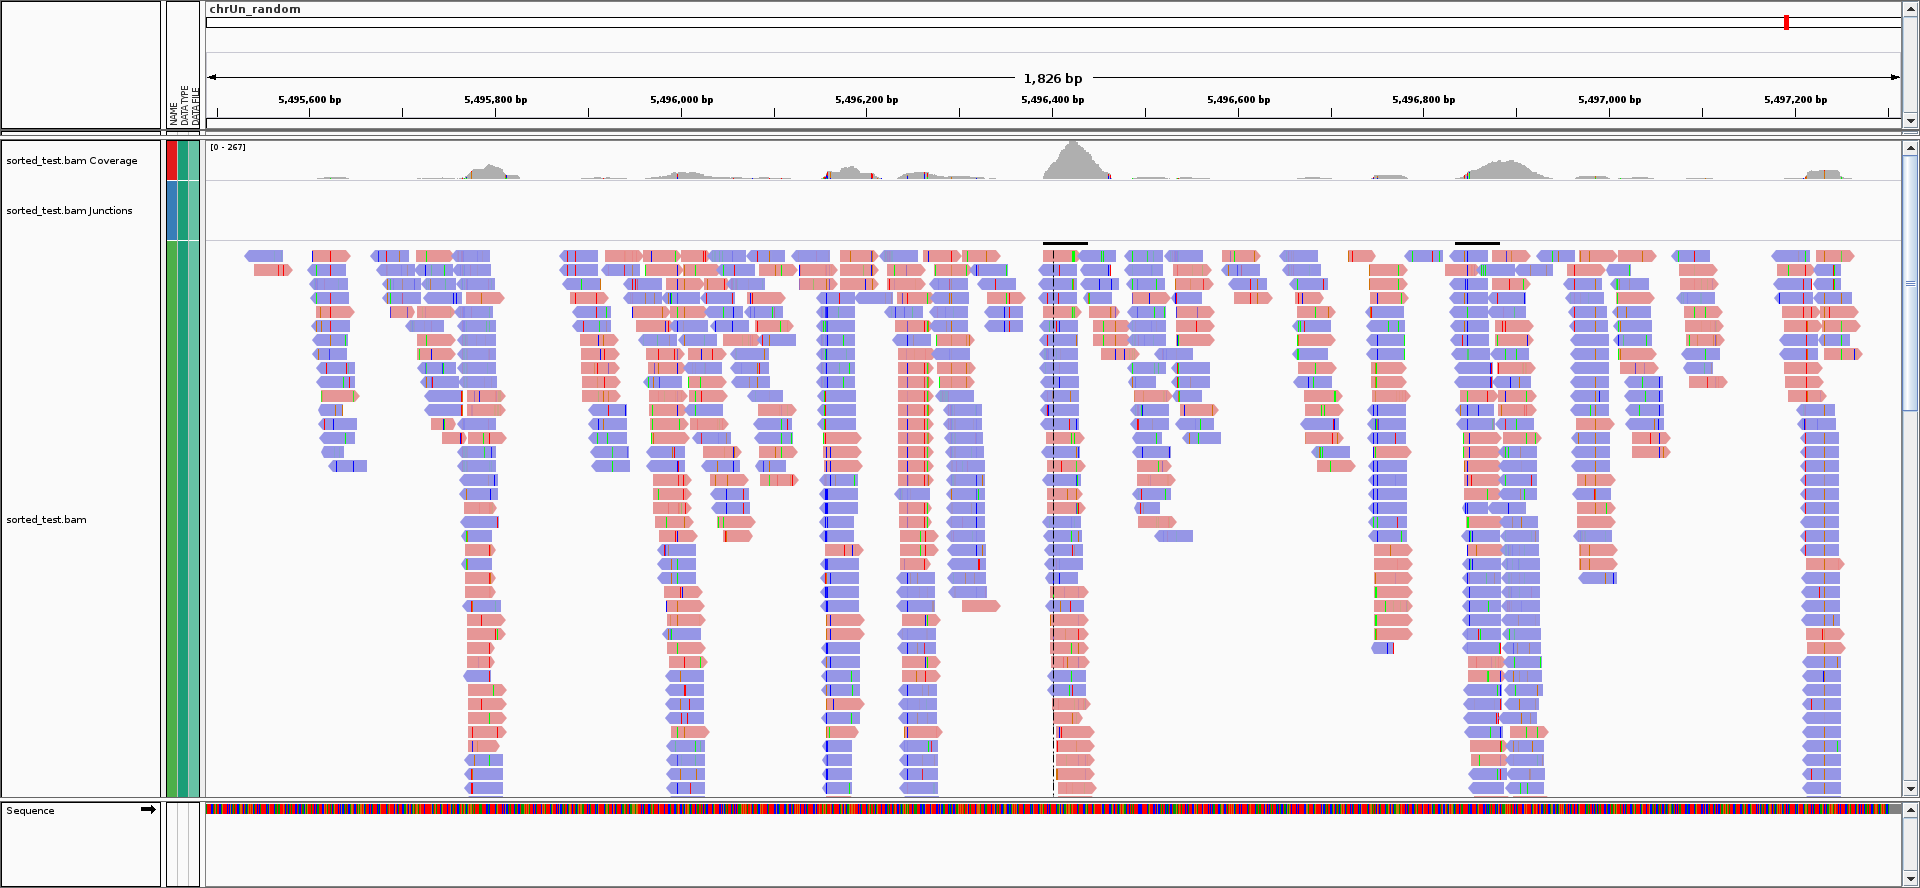 chrUn_random
1,826 bp
5,495,600 bp 5,495,800 bp 5,496,000 bp 5,496,200 bp 5,496,400 bp 5,496,600 bp 5,496,800 bp 5,497,000 bp 5,497,200 bp
NAME
DATA TYPE
DATA FILE
[0 - 267]
sorted_test.bam Coverage
sorted_test.bam Junctions
sorted_test.bam
Sequence